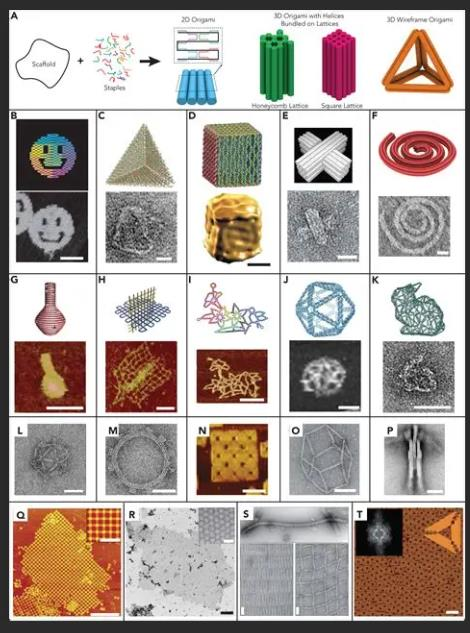 A
2D Origami
3D Origami with Helices
Bundled on Lattices
3D Wireframe Origami
Scaffold
+
Staples
Honeycomb Lattice
Square Lattice
B
C
D
E
F
G
H
I
J
K
L
M
N
O
P
Q
R
S
T